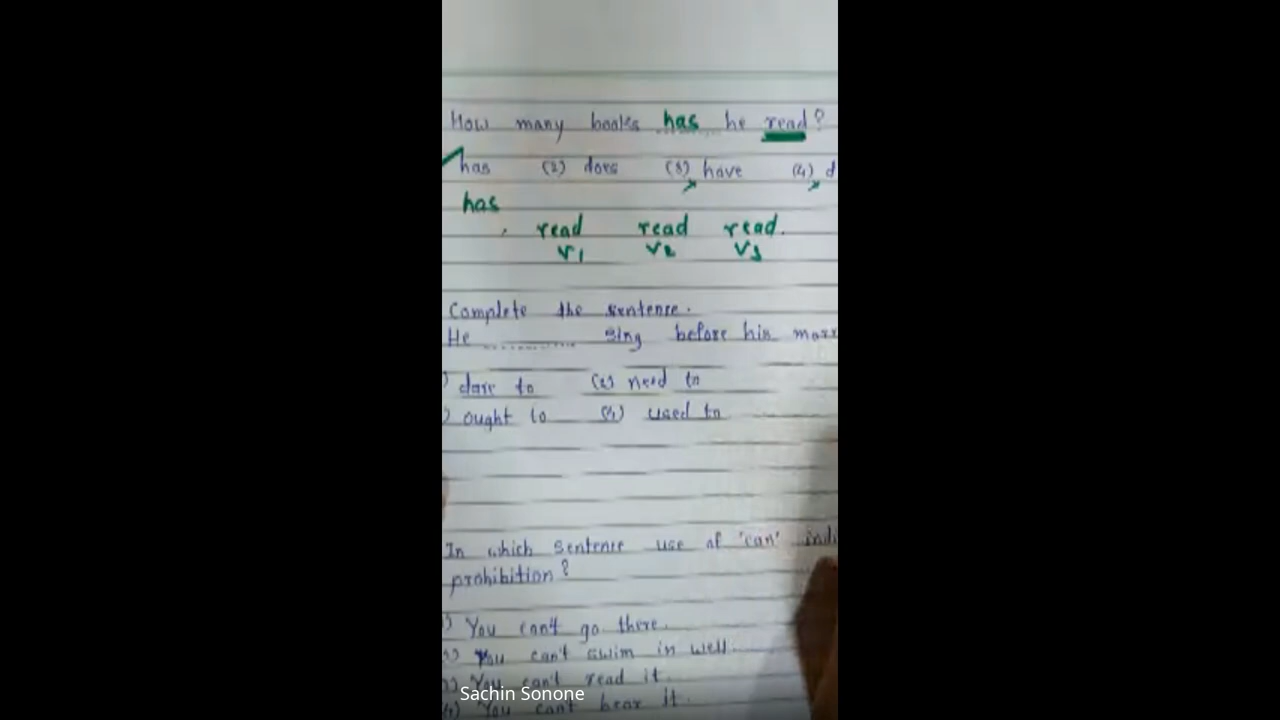 How many books has he read?
has (2) does (3) have (4) d
has
read read read.
V1 V2 V3
Complete the sentence.
He ............ sing before his marr
) dare to (2) need to
) ought to (4) used to
In which sentence use of 'can' indi
prohibition?
) You can't go there.
) You can't swim in well.
) You can't read it.
(4) You can't bear it.
Sachin Sonone